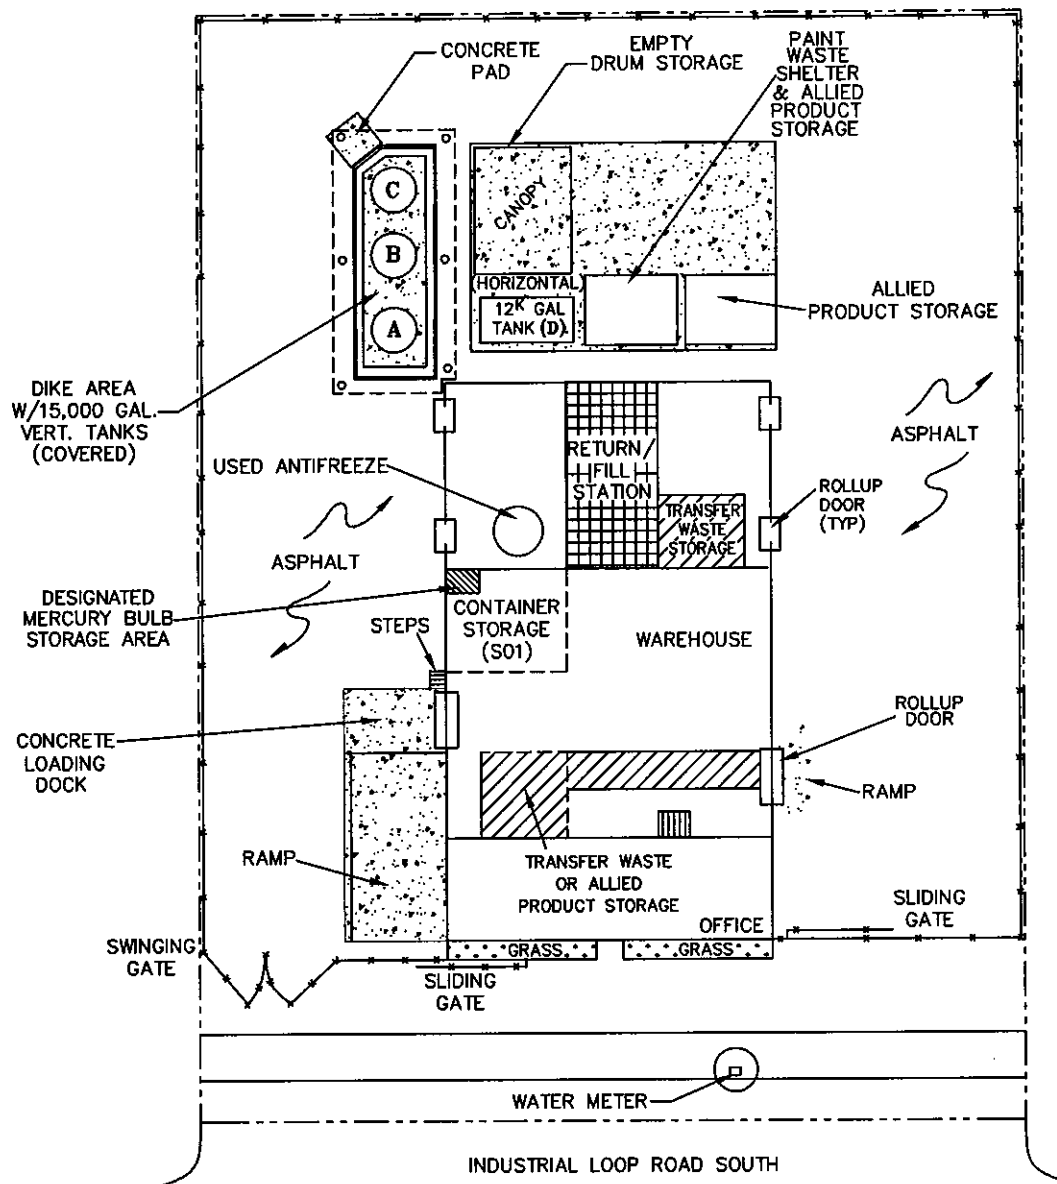 CONCRETE
PAD
EMPTY
DRUM STORAGE
PAINT
WASTE
SHELTER
& ALLIED
PRODUCT
STORAGE
C
B
A
CANOPY
(HORIZONTAL)
12K GAL
TANK (D)
ALLIED
PRODUCT STORAGE
DIKE AREA
W/15,000 GAL.
VERT. TANKS
(COVERED)
ASPHALT
USED ANTIFREEZE
RETURN/
FILL
STATION
TRANSFER
WASTE
STORAGE
ROLLUP
DOOR
(TYP)
ASPHALT
DESIGNATED
MERCURY BULB
STORAGE AREA
STEPS
CONTAINER
STORAGE
(S01)
WAREHOUSE
ROLLUP
DOOR
CONCRETE
LOADING
DOCK
RAMP
RAMP
TRANSFER WASTE
OR ALLIED
PRODUCT STORAGE
OFFICE
SLIDING
GATE
SWINGING
GATE
GRASS
GRASS
SLIDING
GATE
WATER METER
INDUSTRIAL LOOP ROAD SOUTH